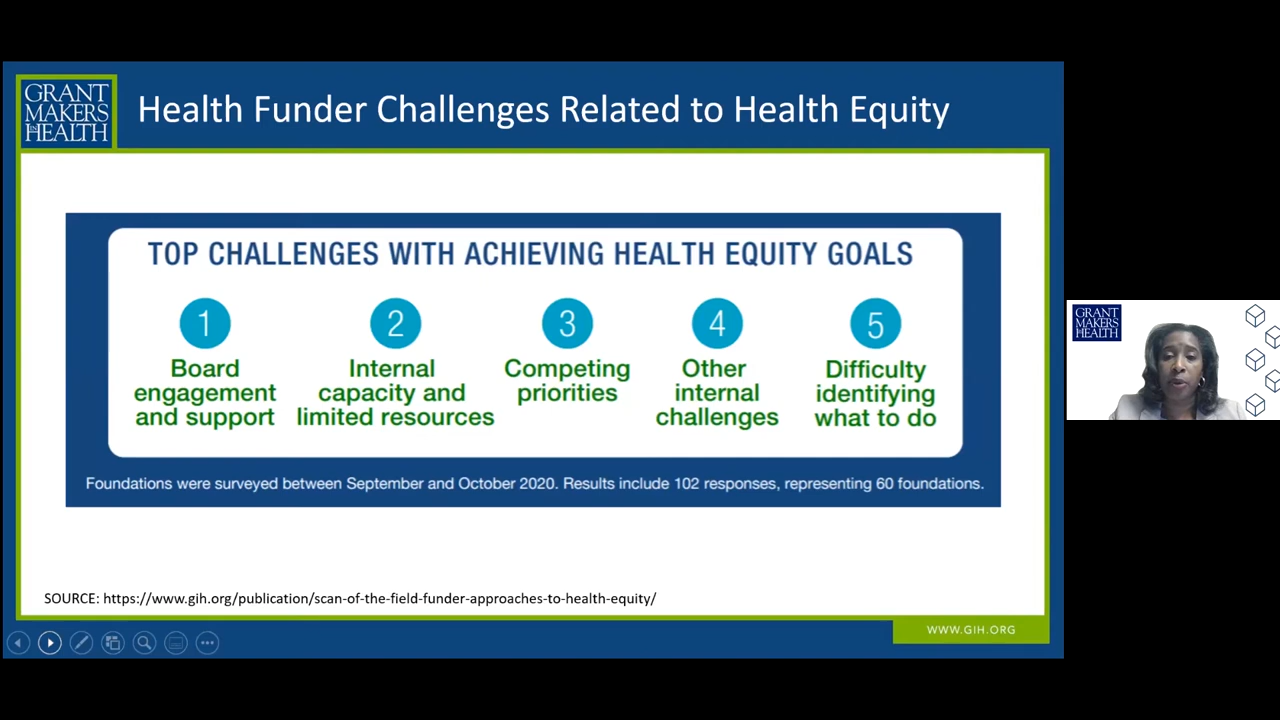 GRANT
MAKERS
IN HEALTH
Health Funder Challenges Related to Health Equity
TOP CHALLENGES WITH ACHIEVING HEALTH EQUITY GOALS
1
Board
engagement
and support
2
Internal
capacity and
limited resources
3
Competing
priorities
4
Other
internal
challenges
5
Difficulty
identifying
what to do
Foundations were surveyed between September and October 2020. Results include 102 responses, representing 60 foundations.
SOURCE: https://www.gih.org/publication/scan-of-the-field-funder-approaches-to-health-equity/
WWW.GIH.ORG
GRANT
MAKERS
IN HEALTH